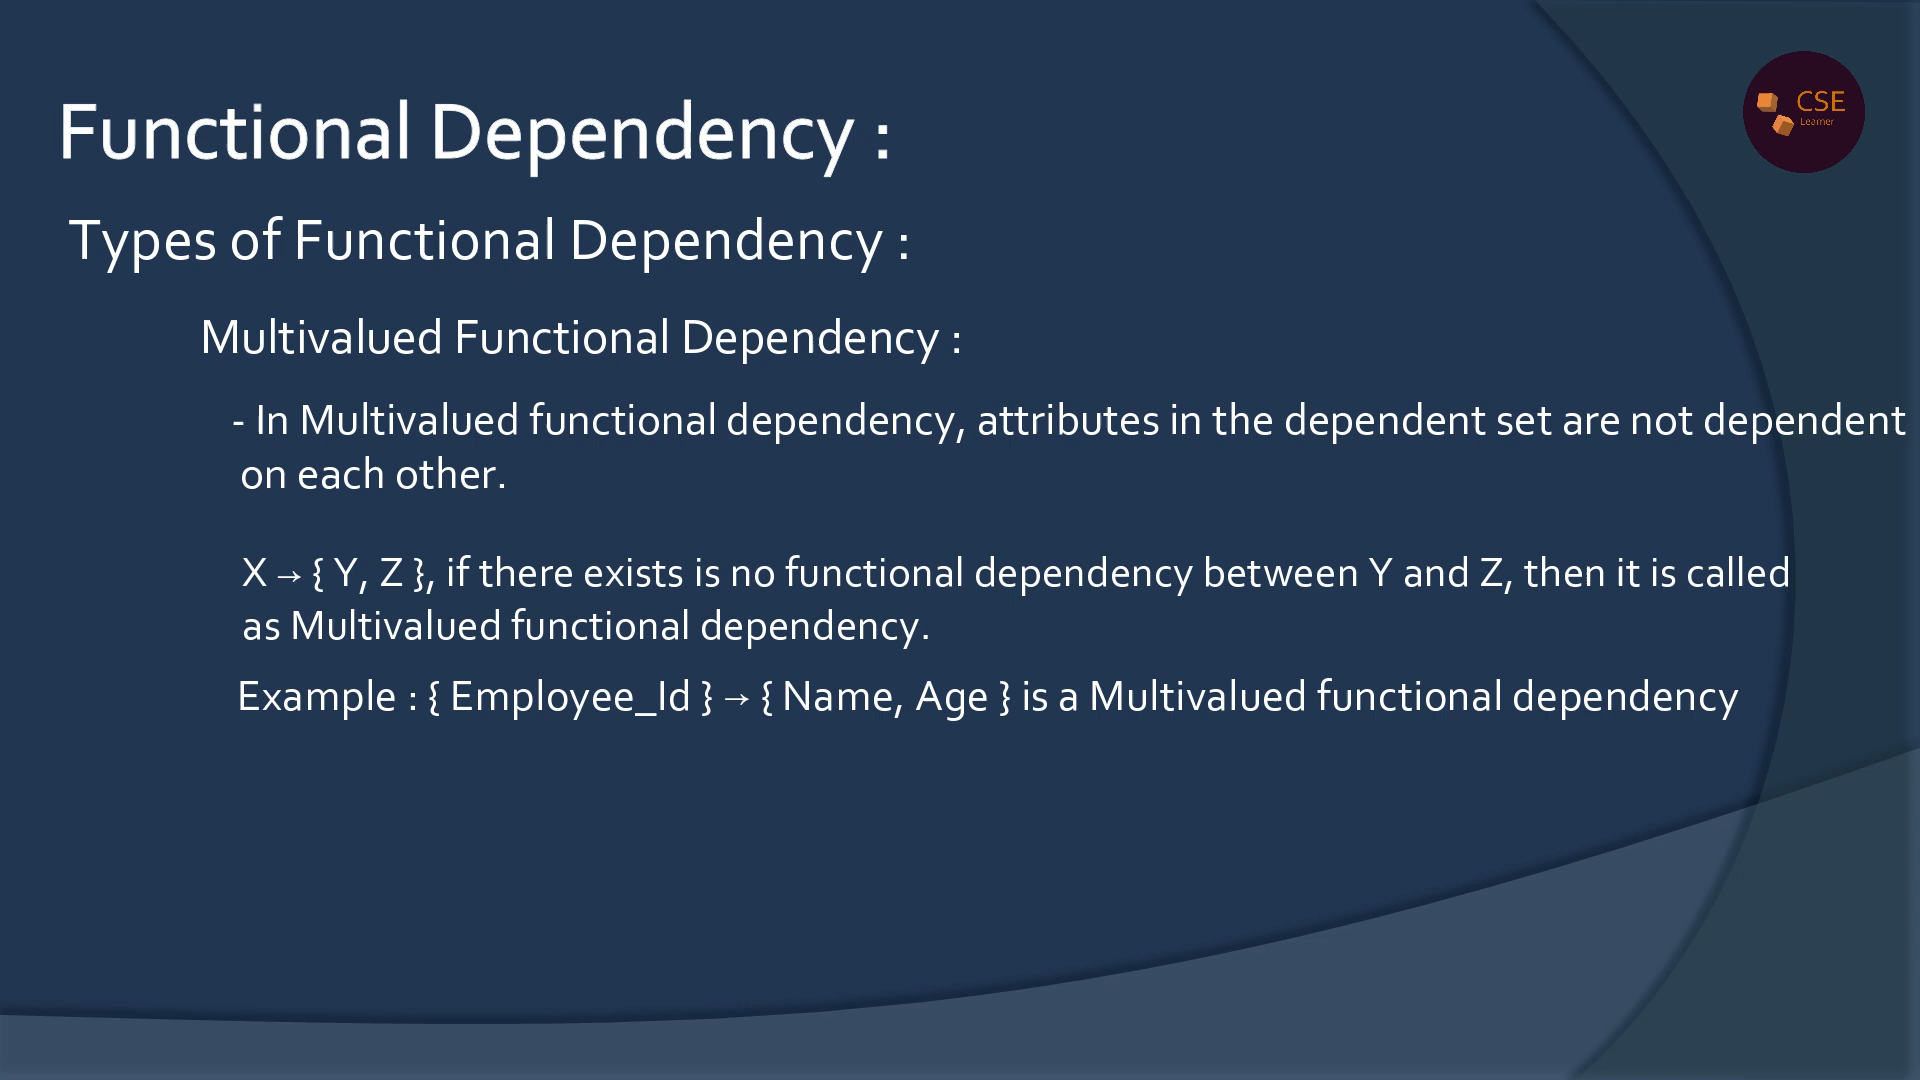 CSE
Learner
Functional Dependency :
Types of Functional Dependency :
Multivalued Functional Dependency :
- In Multivalued functional dependency, attributes in the dependent set are not dependent
on each other.
X → { Y, Z }, if there exists is no functional dependency between Y and Z, then it is called
as Multivalued functional dependency.
Example : { Employee_Id } → { Name, Age } is a Multivalued functional dependency